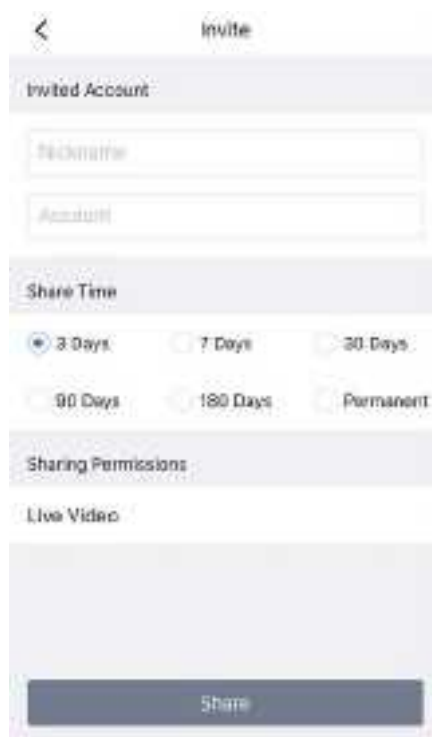 Invite
Invited Account
Nickname
Account
Share Time
3 Days 7 Days 30 Days
90 Days 180 Days Permanent
Sharing Permissions
Live Video
Share